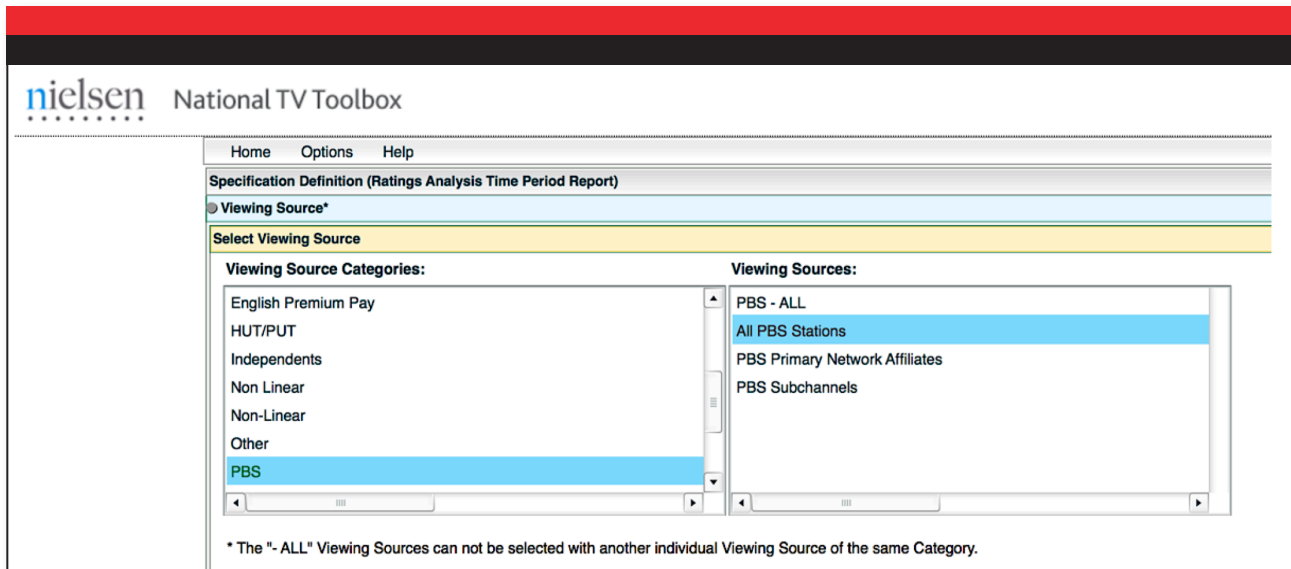 nielsen National TV Toolbox
Home Options Help
Specification Definition (Ratings Analysis Time Period Report)
Viewing Source*
Select Viewing Source
Viewing Source Categories:
English Premium Pay
HUT/PUT
Independents
Non Linear
Non-Linear
Other
PBS
Viewing Sources:
PBS - ALL
All PBS Stations
PBS Primary Network Affiliates
PBS Subchannels
* The "- ALL" Viewing Sources can not be selected with another individual Viewing Source of the same Category.